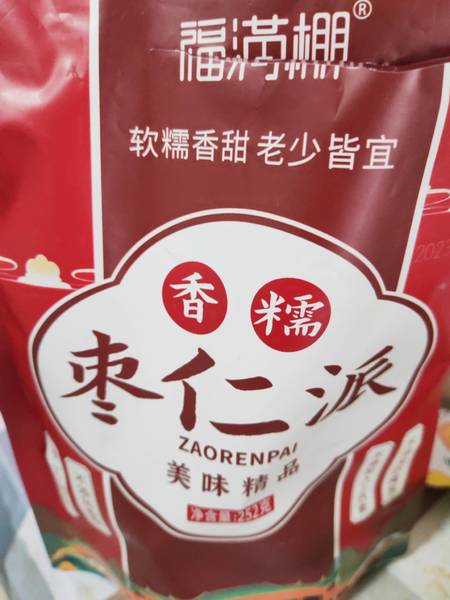 福满棚®
软糯香甜 老少皆宜
香糯
枣仁派
ZAORENPAI
美味精品
净含量:252克